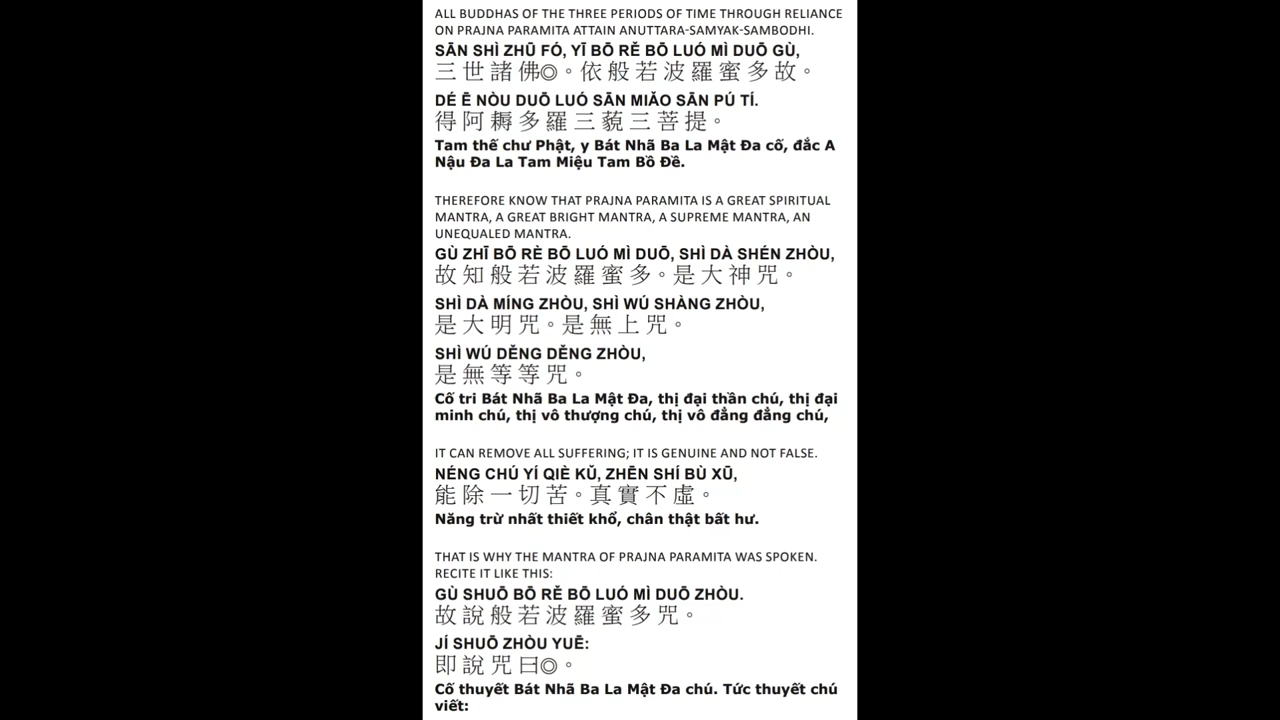 ALL BUDDHAS OF THE THREE PERIODS OF TIME THROUGH RELIANCE
ON PRAJNA PARAMITA ATTAIN ANUTTARA-SAMYAK-SAMBODHI.
SĀN SHÌ ZHŪ FÓ, YĪ BŌ RĚ BŌ LUÓ MÌ DUŌ GÙ,
三世諸佛◎。依般若波羅蜜多故。
DÉ Ē NÒU DUŌ LUÓ SĀN MIǍO SĀN PÚ TÍ.
得阿耨多羅三藐三菩提。
Tam thế chư Phật, y Bát Nhã Ba La Mật Đa cố, đắc A
Nậu Đa La Tam Miệu Tam Bồ Đề.
THEREFORE KNOW THAT PRAJNA PARAMITA IS A GREAT SPIRITUAL
MANTRA, A GREAT BRIGHT MANTRA, A SUPREME MANTRA, AN
UNEQUALED MANTRA.
GÙ ZHĪ BŌ RÈ BŌ LUÓ MÌ DUŌ, SHÌ DÀ SHÉN ZHÒU,
故知般若波羅蜜多。是大神咒。
SHÌ DÀ MÍNG ZHÒU, SHÌ WÚ SHÀNG ZHÒU,
是大明咒。是無上咒。
SHÌ WÚ DĚNG DĚNG ZHÒU,
是無等等咒。
Cố tri Bát Nhã Ba La Mật Đa, thị đại thần chú, thị đại
minh chú, thị vô thượng chú, thị vô đẳng đẳng chú,
IT CAN REMOVE ALL SUFFERING; IT IS GENUINE AND NOT FALSE.
NÉNG CHÚ YÍ QIÈ KǓ, ZHĒN SHÍ BÙ XŪ,
能除一切苦。真實不虛。
Năng trừ nhất thiết khổ, chân thật bất hư.
THAT IS WHY THE MANTRA OF PRAJNA PARAMITA WAS SPOKEN.
RECITE IT LIKE THIS:
GÙ SHUŌ BŌ RĚ BŌ LUÓ MÌ DUŌ ZHÒU.
故說般若波羅蜜多咒。
JÍ SHUŌ ZHÒU YUĒ:
即說咒曰◎。
Cố thuyết Bát Nhã Ba La Mật Đa chú. Tức thuyết chú
viết: